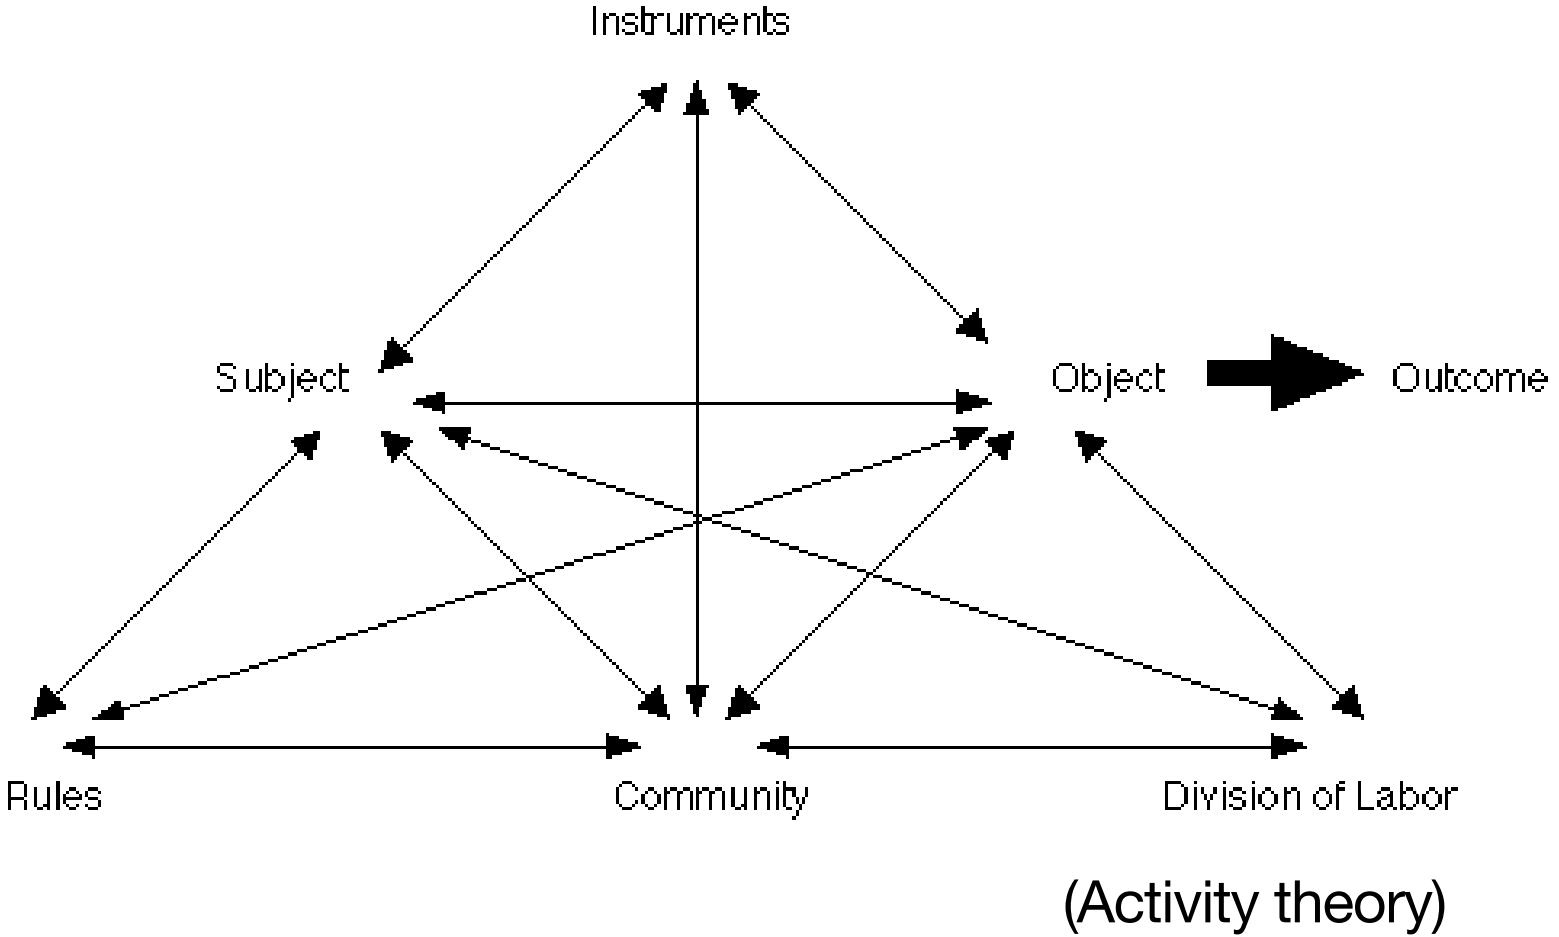 Instruments
Subject
Object
Outcome
Rules
Community
Division of Labor
(Activity theory)